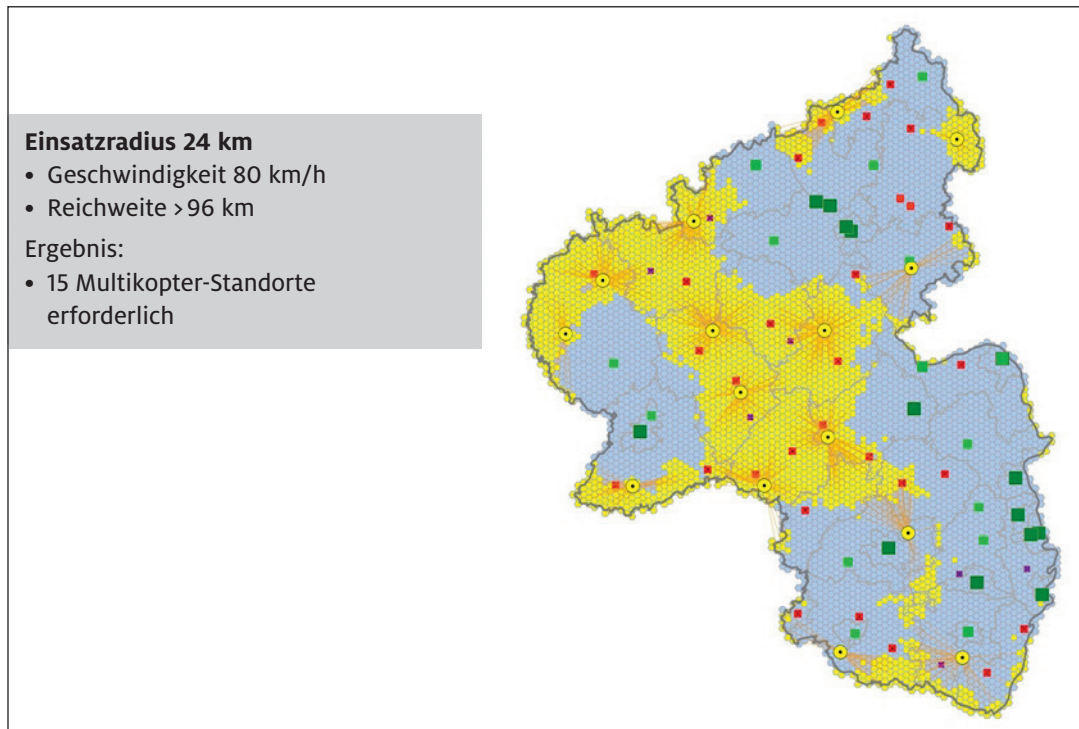 Einsatzradius 24 km
• Geschwindigkeit 80 km/h
• Reichweite > 96 km
Ergebnis:
• 15 Multikopter-Standorte
erforderlich